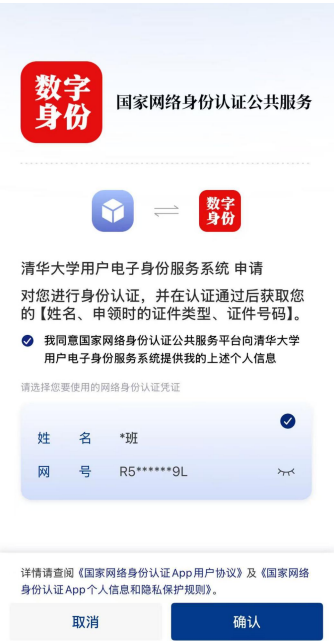 数字
身份
国家网络身份认证公共服务
数字
身份
清华大学用户电子身份服务系统 申请
对您进行身份认证，并在认证通过后获取您
的【姓名、申领时的证件类型、证件号码】。
我同意国家网络身份认证公共服务平台向清华大学
用户电子身份服务系统提供我的上述个人信息
请选择您要使用的网络身份认证凭证
姓 名 *班
网 号 R5******9L
详情请查阅《国家网络身份认证App用户协议》及《国家网络
身份认证App个人信息和隐私保护规则》。
取消 确认